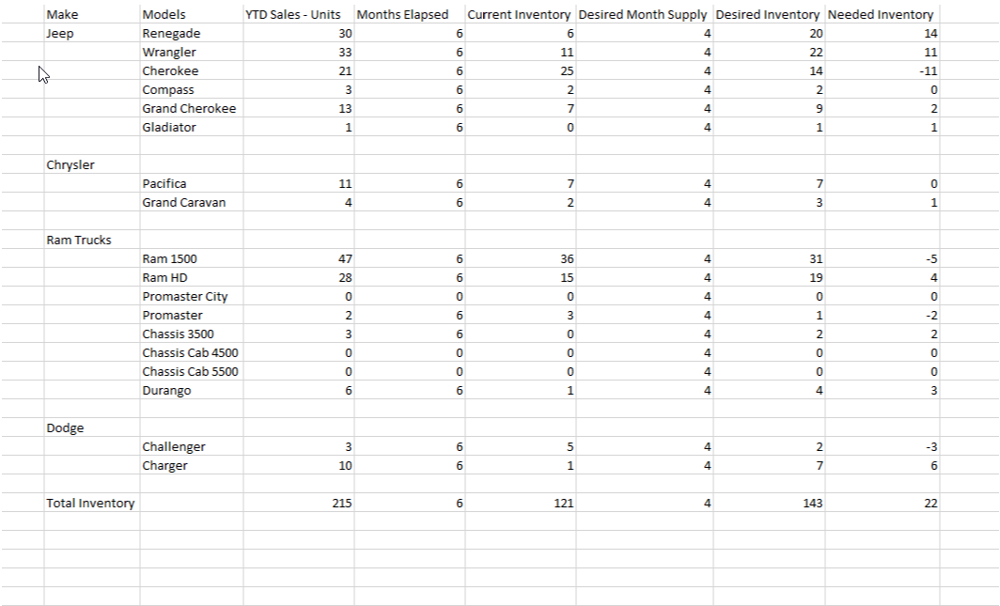 Make Models YTD Sales - Units Months Elapsed Current Inventory Desired Month Supply Desired Inventory Needed Inventory
Jeep Renegade 30 6 6 4 20 14
Wrangler 33 6 11 4 22 11
Cherokee 21 6 25 4 14 -11
Compass 3 6 2 4 2 0
Grand Cherokee 13 6 7 4 9 2
Gladiator 1 6 0 4 1 1
Chrysler
Pacifica 11 6 7 4 7 0
Grand Caravan 4 6 2 4 3 1
Ram Trucks
Ram 1500 47 6 36 4 31 -5
Ram HD 28 6 15 4 19 4
Promaster City 0 0 0 4 0 0
Promaster 2 6 3 4 1 -2
Chassis 3500 3 6 0 4 2 2
Chassis Cab 4500 0 0 0 4 0 0
Chassis Cab 5500 0 0 0 4 0 0
Durango 6 6 1 4 4 3
Dodge
Challenger 3 6 5 4 2 -3
Charger 10 6 1 4 7 6
Total Inventory 215 6 121 4 143 22